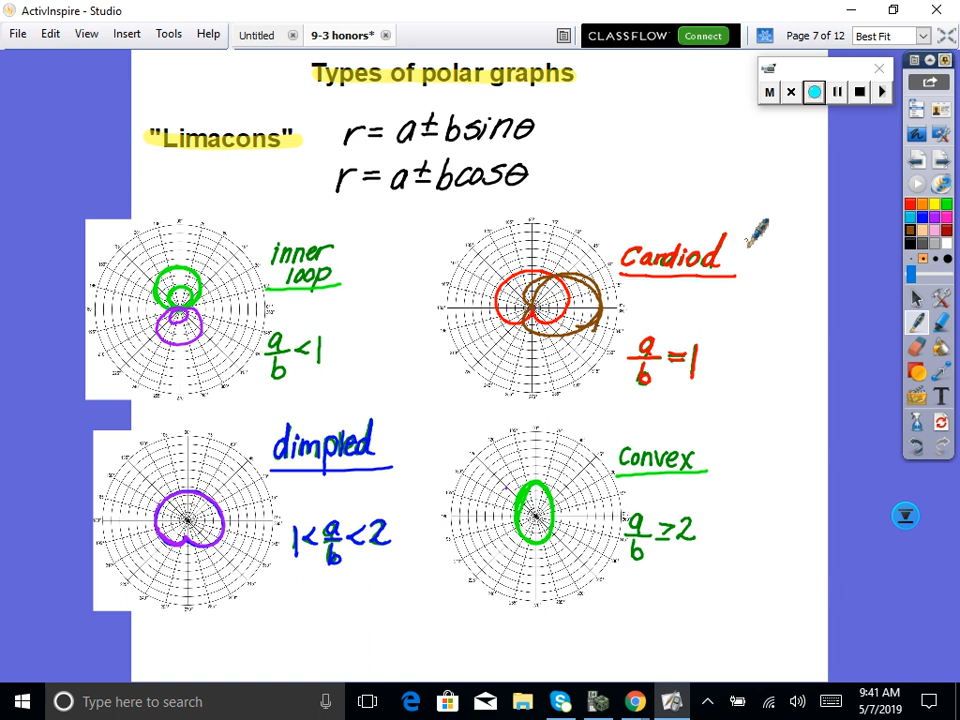 ActivInspire - Studio
File Edit View Insert Tools Help Untitled 9-3 honors* CLASSFLOW Connect Page 7 of 12 Best Fit
Types of polar graphs
M
"Limacons" r = a ± b sin θ
r = a ± b cos θ
inner
loop
a/b < 1
Cardiod
a/b = 1
dimpled
1 < a/b < 2
convex
a/b ≥ 2
T
Type here to search
9:41 AM
5/7/2019